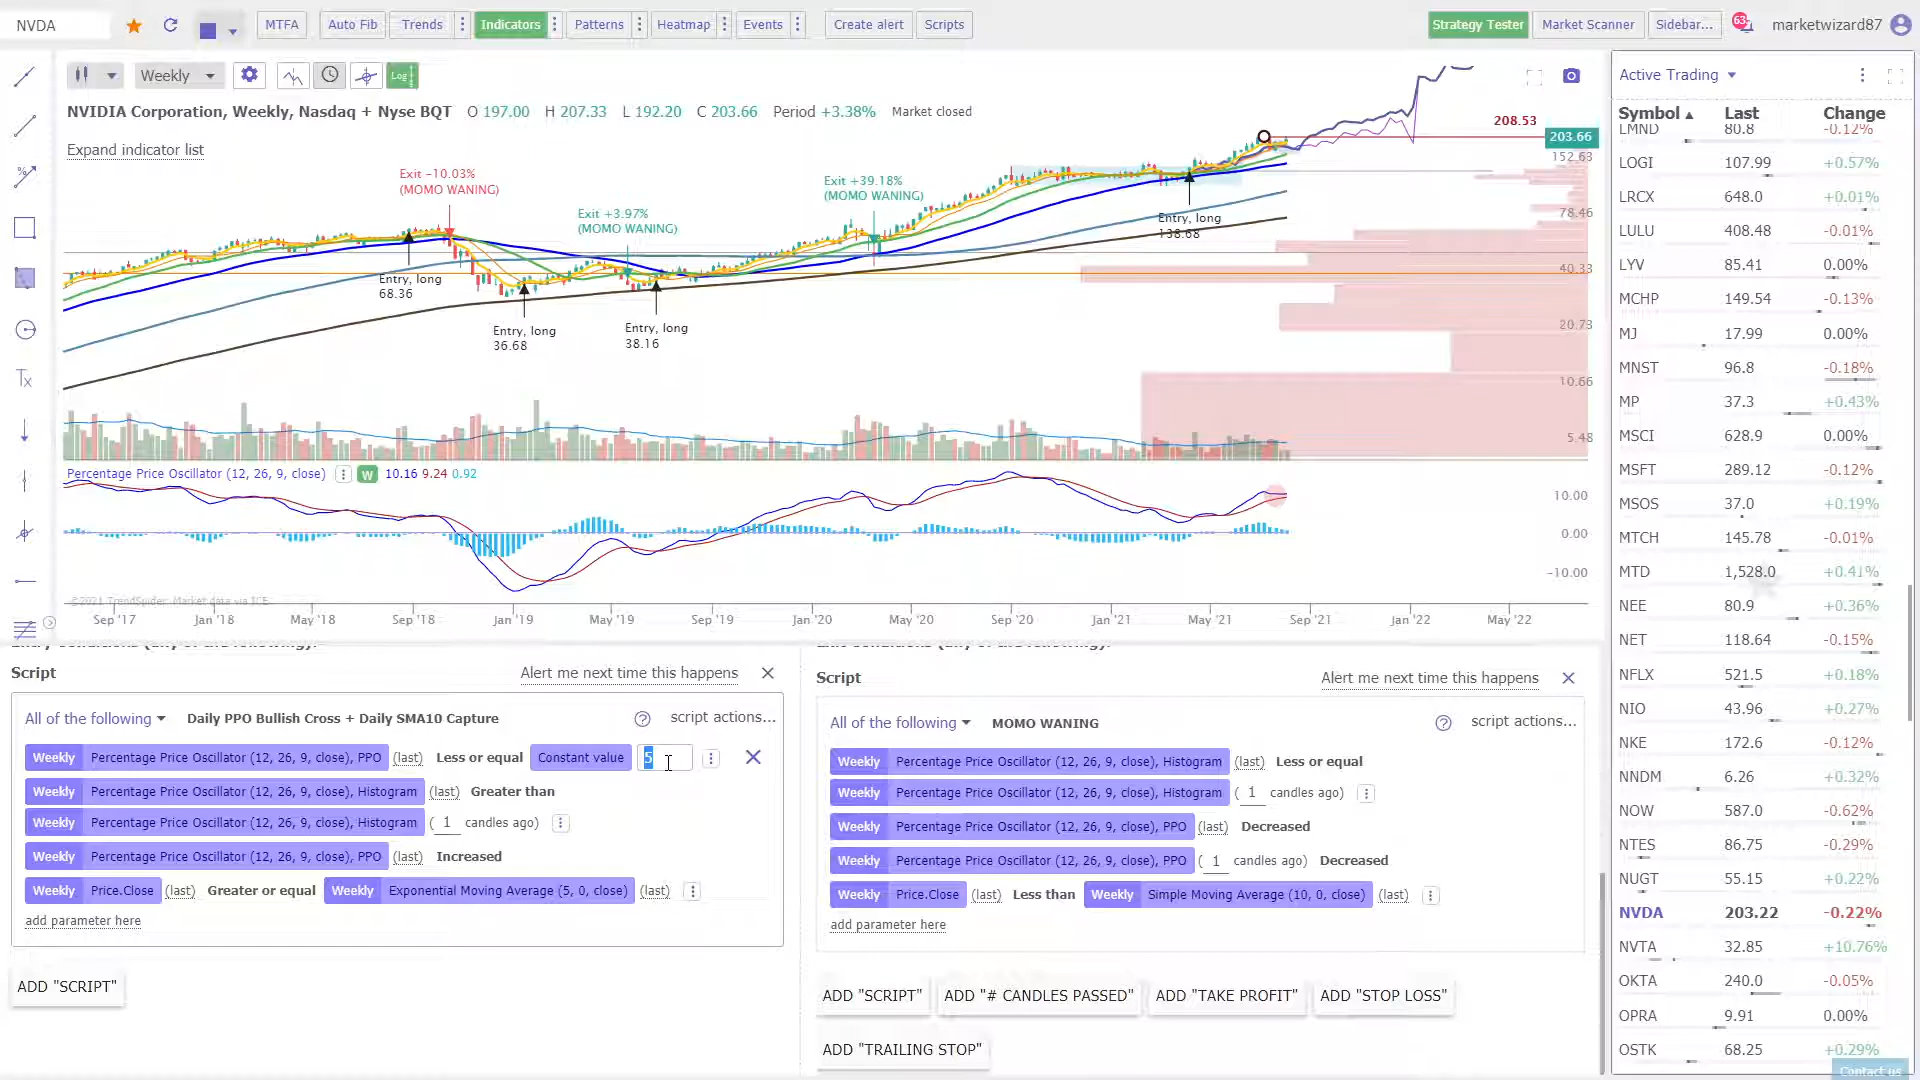 NVDA
MTFA
Auto Fib
Trends
Indicators
Patterns
Heatmap
Events
Create alert
Scripts
Strategy Tester
Market Scanner
Sidebar...
63
marketwizard87
Weekly
Log
NVIDIA Corporation, Weekly, Nasdaq + Nyse BQT O 197.00 H 207.33 L 192.20 C 203.66 Period +3.38% Market closed
Expand indicator list
208.53
203.66
152.63
78.46
40.33
20.73
10.66
5.48
Exit -10.03%
(MOMO WANING)
Exit +3.97%
(MOMO WANING)
Exit +39.18%
(MOMO WANING)
Entry, long
68.36
Entry, long
36.68
Entry, long
38.16
Entry, long
138.68
Percentage Price Oscillator (12, 26, 9, close) W 10.16 9.24 0.92
10.00
0.00
-10.00
©2021 TrendSpider. Market data via ICE
Sep '17 Jan '18 May '18 Sep '18 Jan '19 May '19 Sep '19 Jan '20 May '20 Sep '20 Jan '21 May '21 Sep '21 Jan '22 May '22
Tx
Script
Alert me next time this happens
All of the following Daily PPO Bullish Cross + Daily SMA10 Capture script actions...
Weekly Percentage Price Oscillator (12, 26, 9, close), PPO (last) Less or equal Constant value 5
Weekly Percentage Price Oscillator (12, 26, 9, close), Histogram (last) Greater than
Weekly Percentage Price Oscillator (12, 26, 9, close), Histogram ( 1 candles ago)
Weekly Percentage Price Oscillator (12, 26, 9, close), PPO (last) Increased
Weekly Price.Close (last) Greater or equal Weekly Exponential Moving Average (5, 0, close) (last)
add parameter here
ADD "SCRIPT"
Script
Alert me next time this happens
All of the following MOMO WANING script actions...
Weekly Percentage Price Oscillator (12, 26, 9, close), Histogram (last) Less or equal
Weekly Percentage Price Oscillator (12, 26, 9, close), Histogram ( 1 candles ago)
Weekly Percentage Price Oscillator (12, 26, 9, close), PPO (last) Decreased
Weekly Percentage Price Oscillator (12, 26, 9, close), PPO ( 1 candles ago) Decreased
Weekly Price.Close (last) Less than Weekly Simple Moving Average (10, 0, close) (last)
add parameter here
ADD "SCRIPT" ADD "# CANDLES PASSED" ADD "TAKE PROFIT" ADD "STOP LOSS"
ADD "TRAILING STOP"
Active Trading
Symbol Last Change
LMND 80.8 -0.12%
LOGI 107.99 +0.57%
LRCX 648.0 +0.01%
LULU 408.48 -0.01%
LYV 85.41 0.00%
MCHP 149.54 -0.13%
MJ 17.99 0.00%
MNST 96.8 -0.18%
MP 37.3 +0.43%
MSCI 628.9 0.00%
MSFT 289.12 -0.12%
MSOS 37.0 +0.19%
MTCH 145.78 -0.01%
MTD 1,528.0 +0.41%
NEE 80.9 +0.36%
NET 118.64 -0.15%
NFLX 521.5 +0.18%
NIO 43.96 +0.27%
NKE 172.6 -0.12%
NNDM 6.26 +0.32%
NOW 587.0 -0.62%
NTES 86.75 -0.29%
NUGT 55.15 +0.22%
NVDA 203.22 -0.22%
NVTA 32.85 +10.76%
OKTA 240.0 -0.05%
OPRA 9.91 0.00%
OSTK 68.25 +0.29%
Contact us